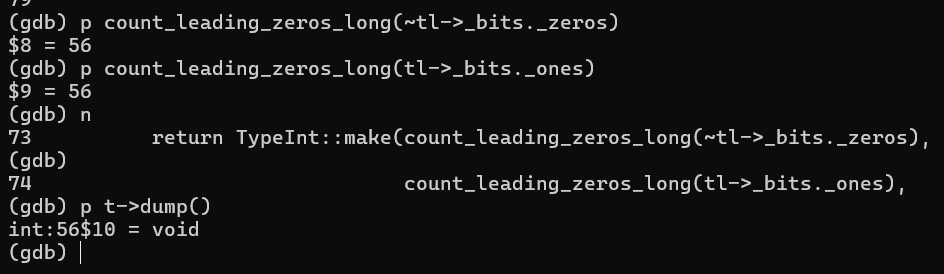 (gdb) p count_leading_zeros_long(~tl->_bits._zeros)
$8 = 56
(gdb) p count_leading_zeros_long(tl->_bits._ones)
$9 = 56
(gdb) n
73          return TypeInt::make(count_leading_zeros_long(~tl->_bits._zeros),
(gdb)
74                               count_leading_zeros_long(tl->_bits._ones),
(gdb) p t->dump()
int:56$10 = void
(gdb)